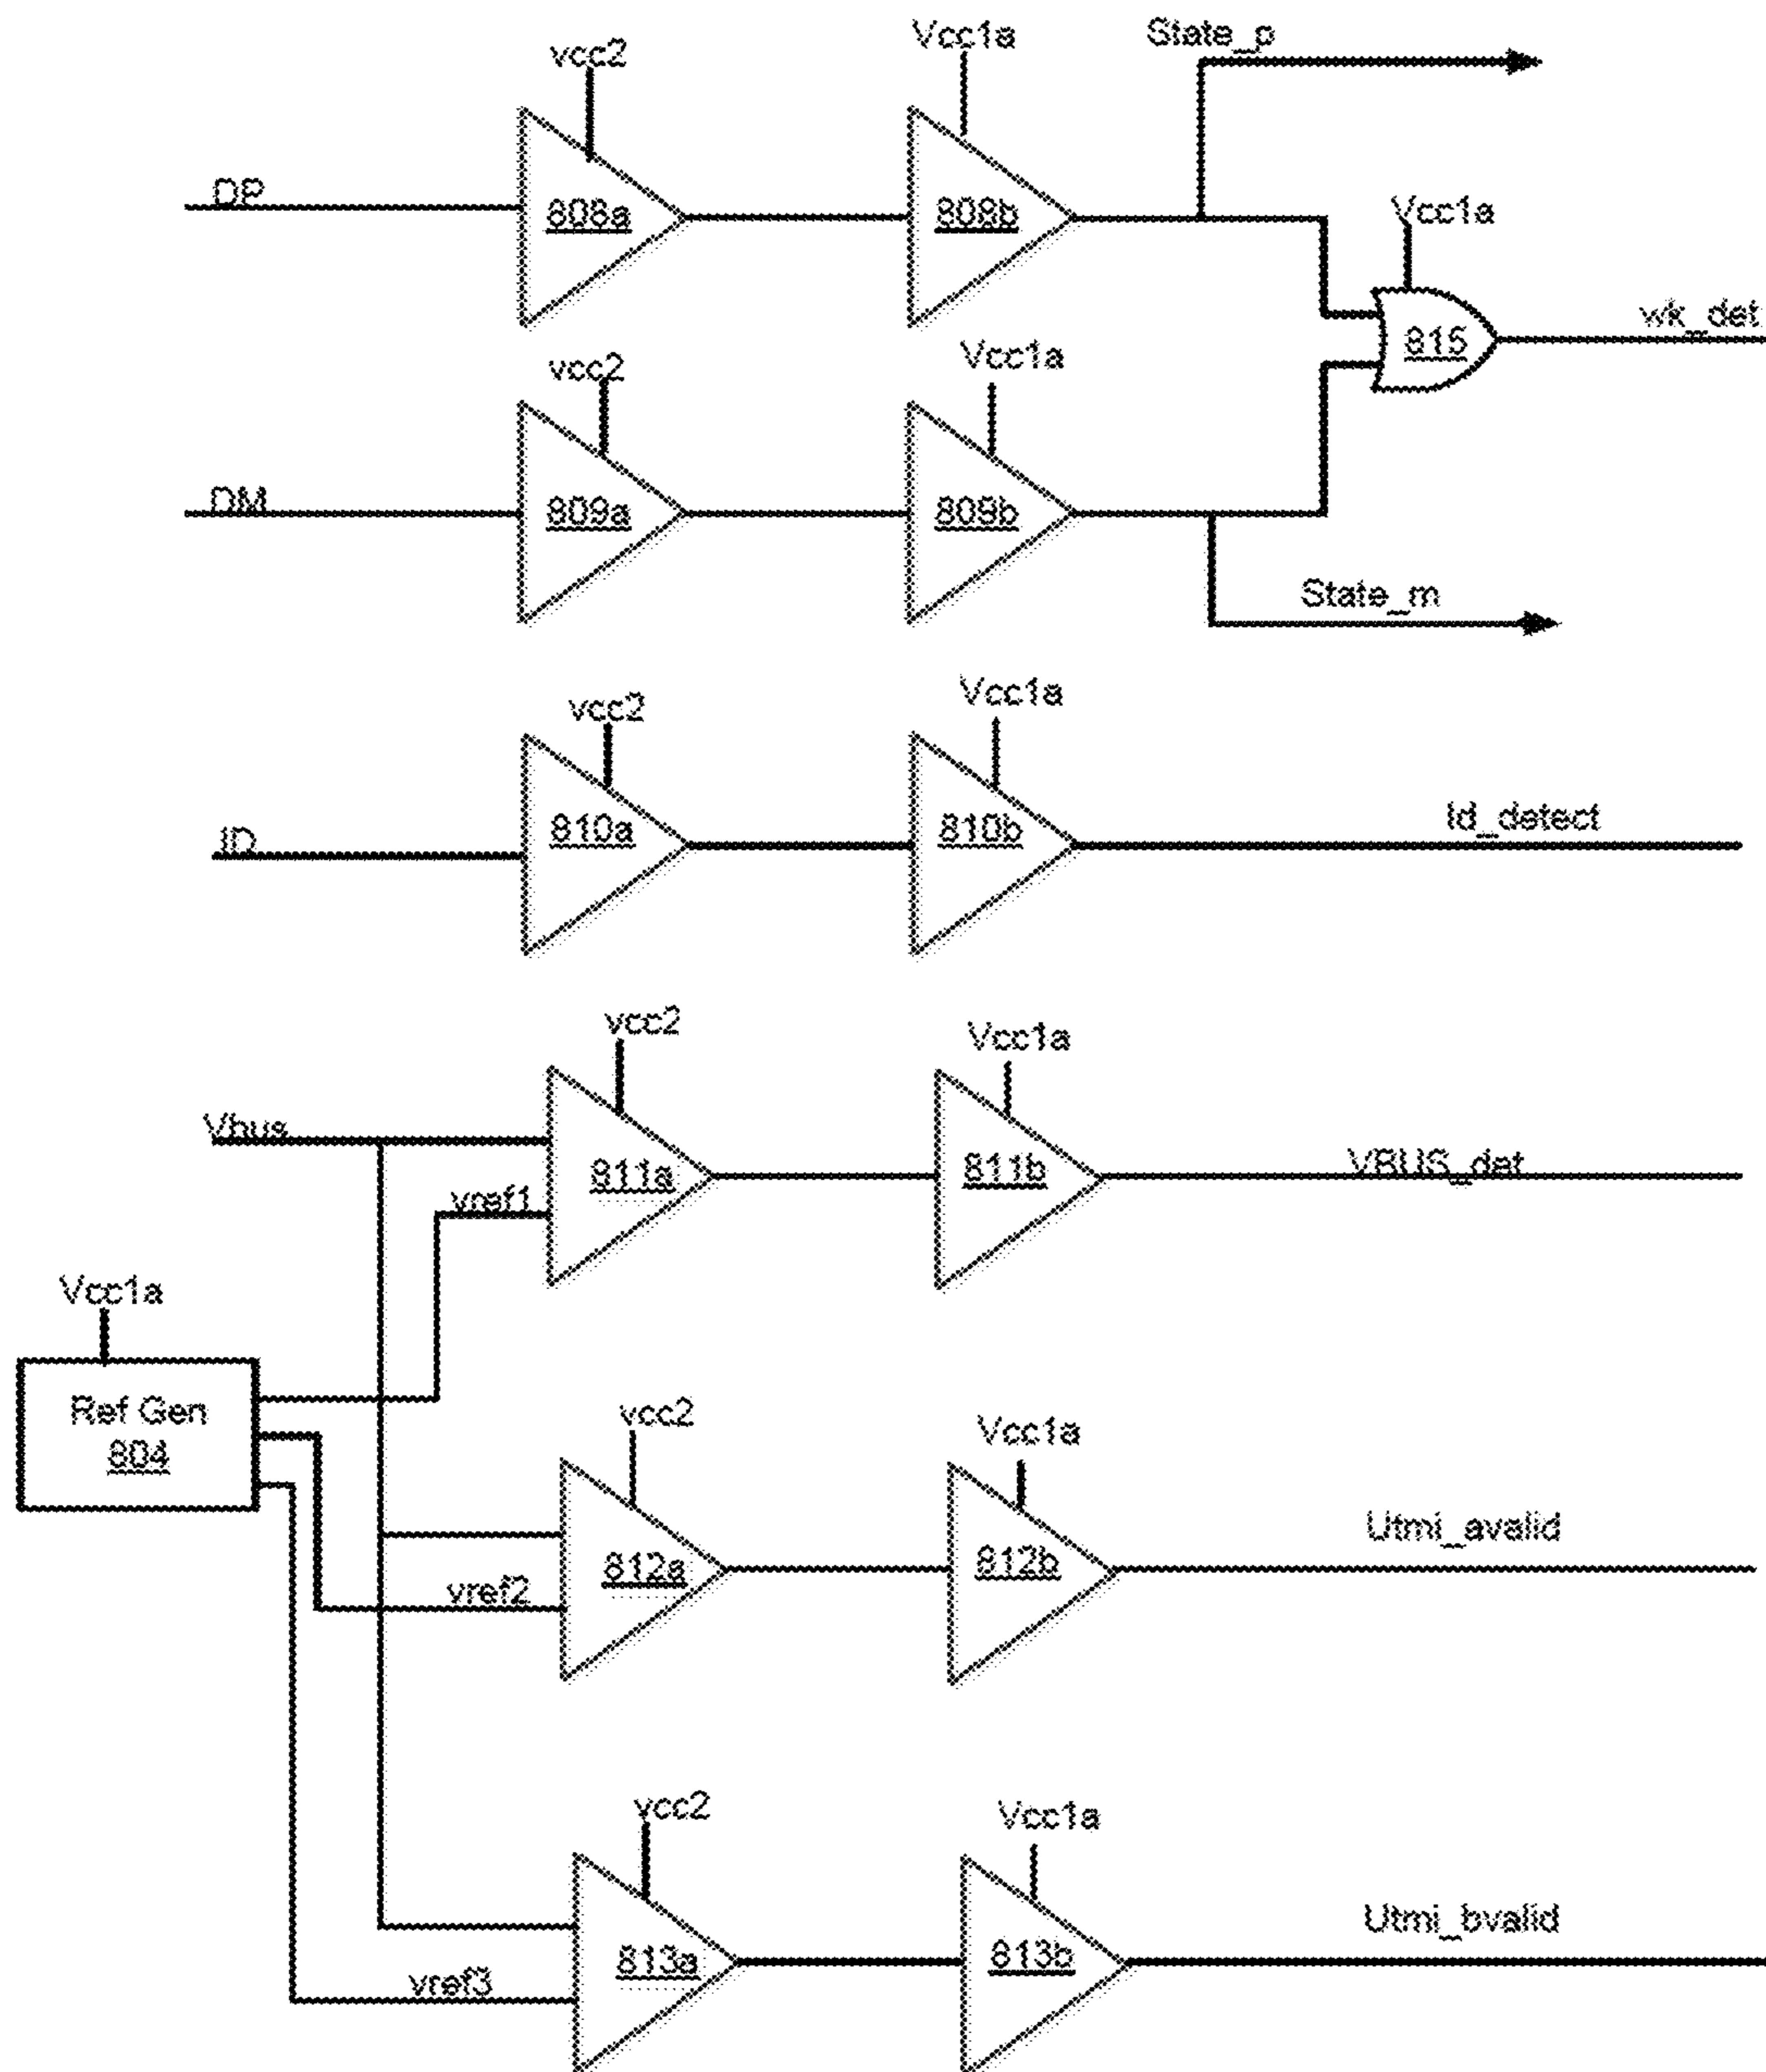 State_p
Vcc1a
vcc2
DP
808a
808b
Vcc1a
wk_det
815
vcc2
Vcc1a
DM
809a
809b
State_m
vcc2
Vcc1a
ID
810a
810b
Id_detect
vcc2
Vcc1a
Vbus
811a
811b
VBUS_det
vref1
Vcc1a
Ref Gen
804
vcc2
Vcc1a
Utmi_avalid
812a
812b
vref2
vcc2
Vcc1a
Utmi_bvalid
813a
813b
vref3